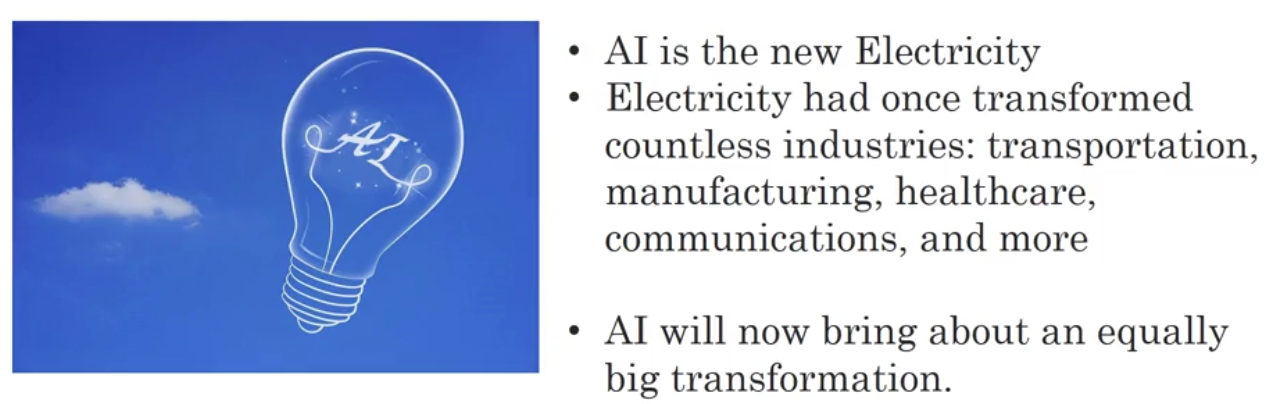 AI
• AI is the new Electricity
• Electricity had once transformed
countless industries: transportation,
manufacturing, healthcare,
communications, and more
• AI will now bring about an equally
big transformation.